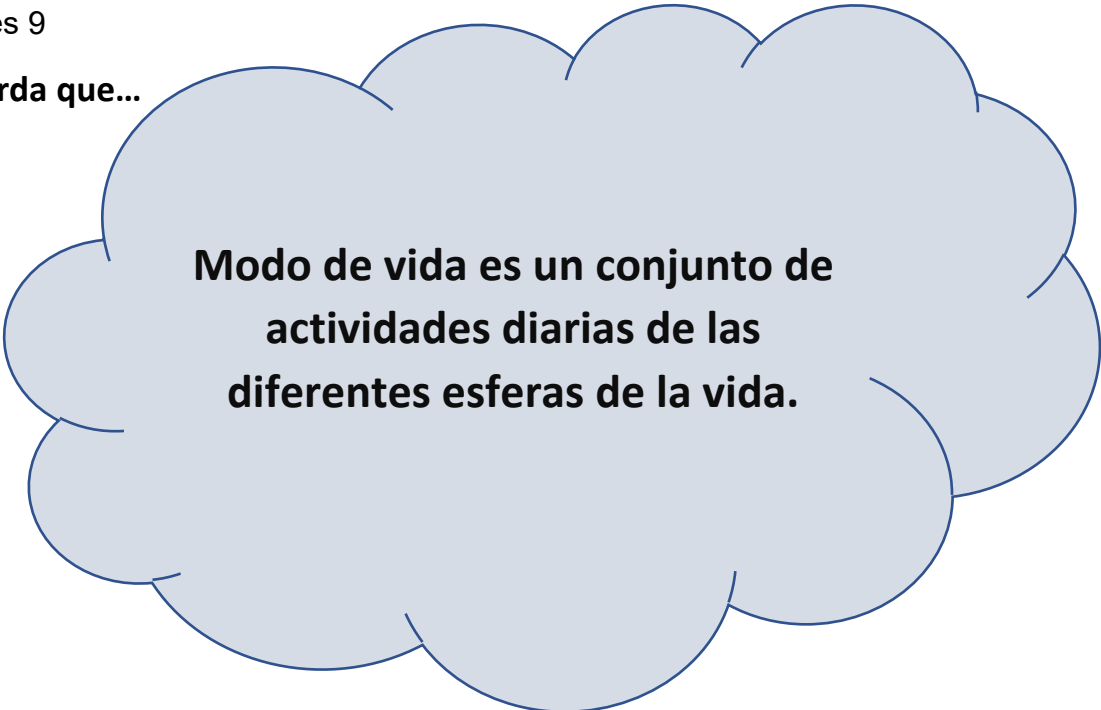 es 9
rda que…
Modo de vida es un conjunto de
actividades diarias de las
diferentes esferas de la vida.